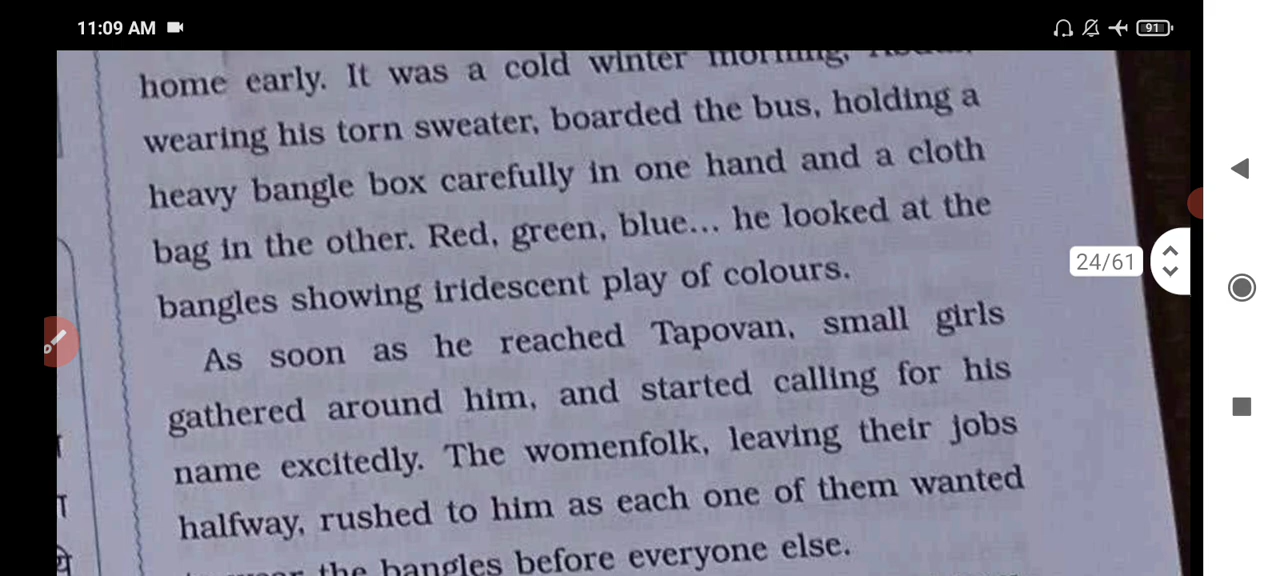 11:09 AM
91
home early. It was a cold winter morning.
wearing his torn sweater, boarded the bus, holding a
heavy bangle box carefully in one hand and a cloth
bag in the other. Red, green, blue... he looked at the
bangles showing iridescent play of colours.
24/61
As soon as he reached Tapovan, small girls
gathered around him, and started calling for his
name excitedly. The womenfolk, leaving their jobs
halfway, rushed to him as each one of them wanted
the bangles before everyone else.